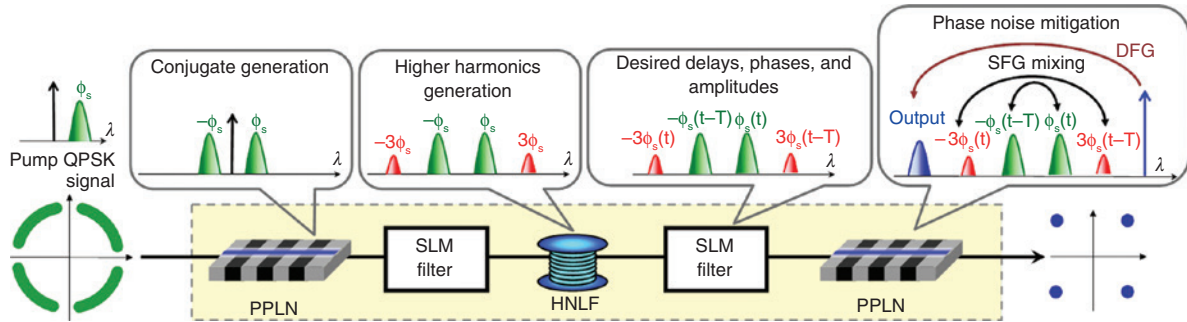 λ
ϕs
Pump QPSK
signal
Conjugate generation
−ϕs
ϕs
λ
Higher harmonics
generation
−3ϕs
−ϕs
ϕs
3ϕs
λ
Desired delays, phases, and
amplitudes
−3ϕs(t)
−ϕs(t−T)
ϕs(t)
3ϕs(t−T)
λ
Phase noise mitigation
DFG
SFG mixing
Output
−3ϕs(t)
−ϕs(t−T)
ϕs(t)
3ϕs(t−T)
λ
PPLN
SLM
filter
HNLF
SLM
filter
PPLN